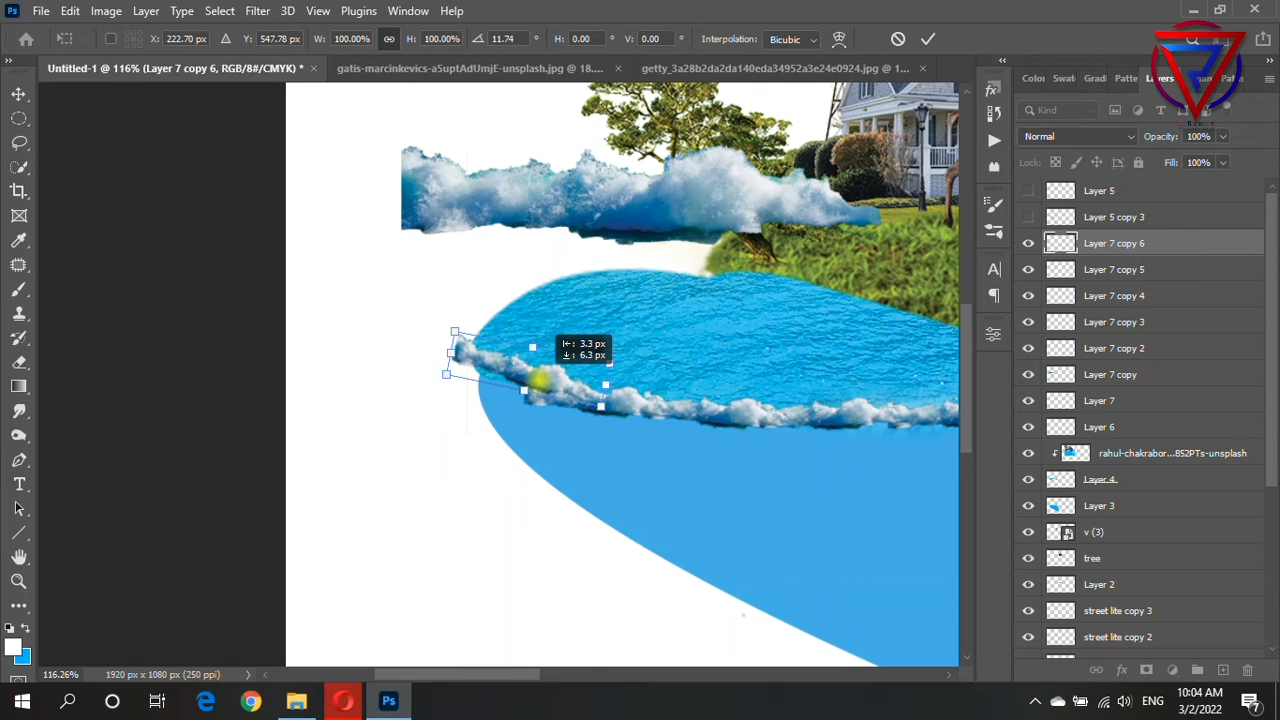 Ps File Edit Image Layer Type Select Filter 3D View Plugins Window Help
X: 222.70 px Y: 547.78 px W: 100.00% H: 100.00% 11.74 ° H: 0.00 ° V: 0.00 ° Interpolation: Bicubic
Untitled-1 @ 116% (Layer 7 copy 6, RGB/8#/CMYK) * × gatis-marcinkevics-a5uptAdUmjE-unsplash.jpg @ 18.... × getty_3a28b2da2da140eda34952a3e24e0924.jpg @ 1... ×
Color Swatc Gradi Patte Layers
Kind
Normal Opacity: 100%
Lock: Fill: 100%
Layer 5
Layer 5 copy 3
Layer 7 copy 6
Layer 7 copy 5
Layer 7 copy 4
Layer 7 copy 3
Layer 7 copy 2
Layer 7 copy
Layer 7
Layer 6
rahul-chakrabor...852PTs-unsplash
Layer 4
Layer 3
v (3)
tree
Layer 2
street lite copy 3
street lite copy 2
3.3 px
6.3 px
116.26% 1920 px x 1080 px (250 ppi)
Ps ENG 10:04 AM
3/2/2022
7